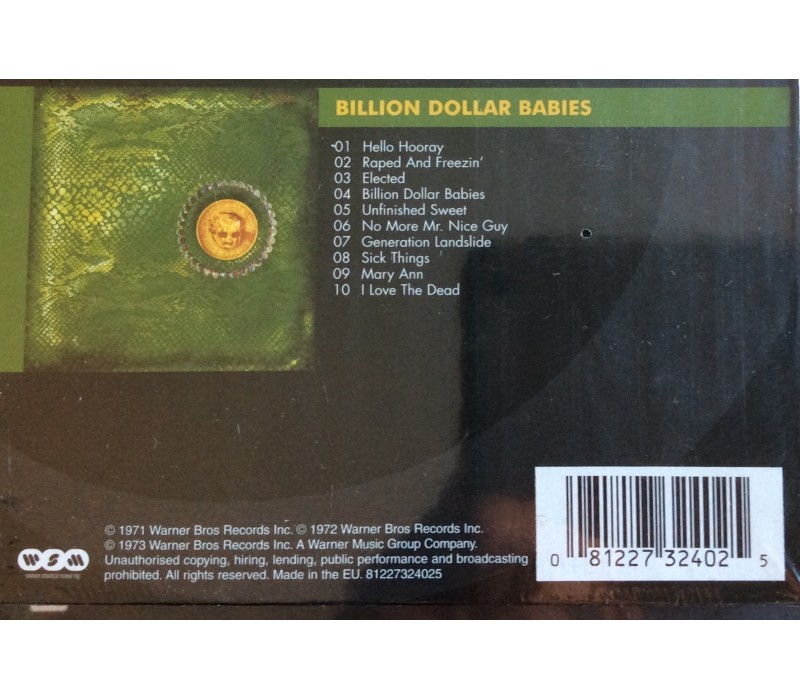 BILLION DOLLAR BABIES
01 Hello Hooray
02 Raped And Freezin'
03 Elected
04 Billion Dollar Babies
05 Unfinished Sweet
06 No More Mr. Nice Guy
07 Generation Landslide
08 Sick Things
09 Mary Ann
10 I Love The Dead
℗ 1971 Warner Bros Records Inc. ℗ 1972 Warner Bros Records Inc.
℗ 1973 Warner Bros Records Inc. A Warner Music Group Company.
Unauthorised copying, hiring, lending, public performance and broadcasting
prohibited. All rights reserved. Made in the EU. 81227324025
WSM
0 81227 32402 5